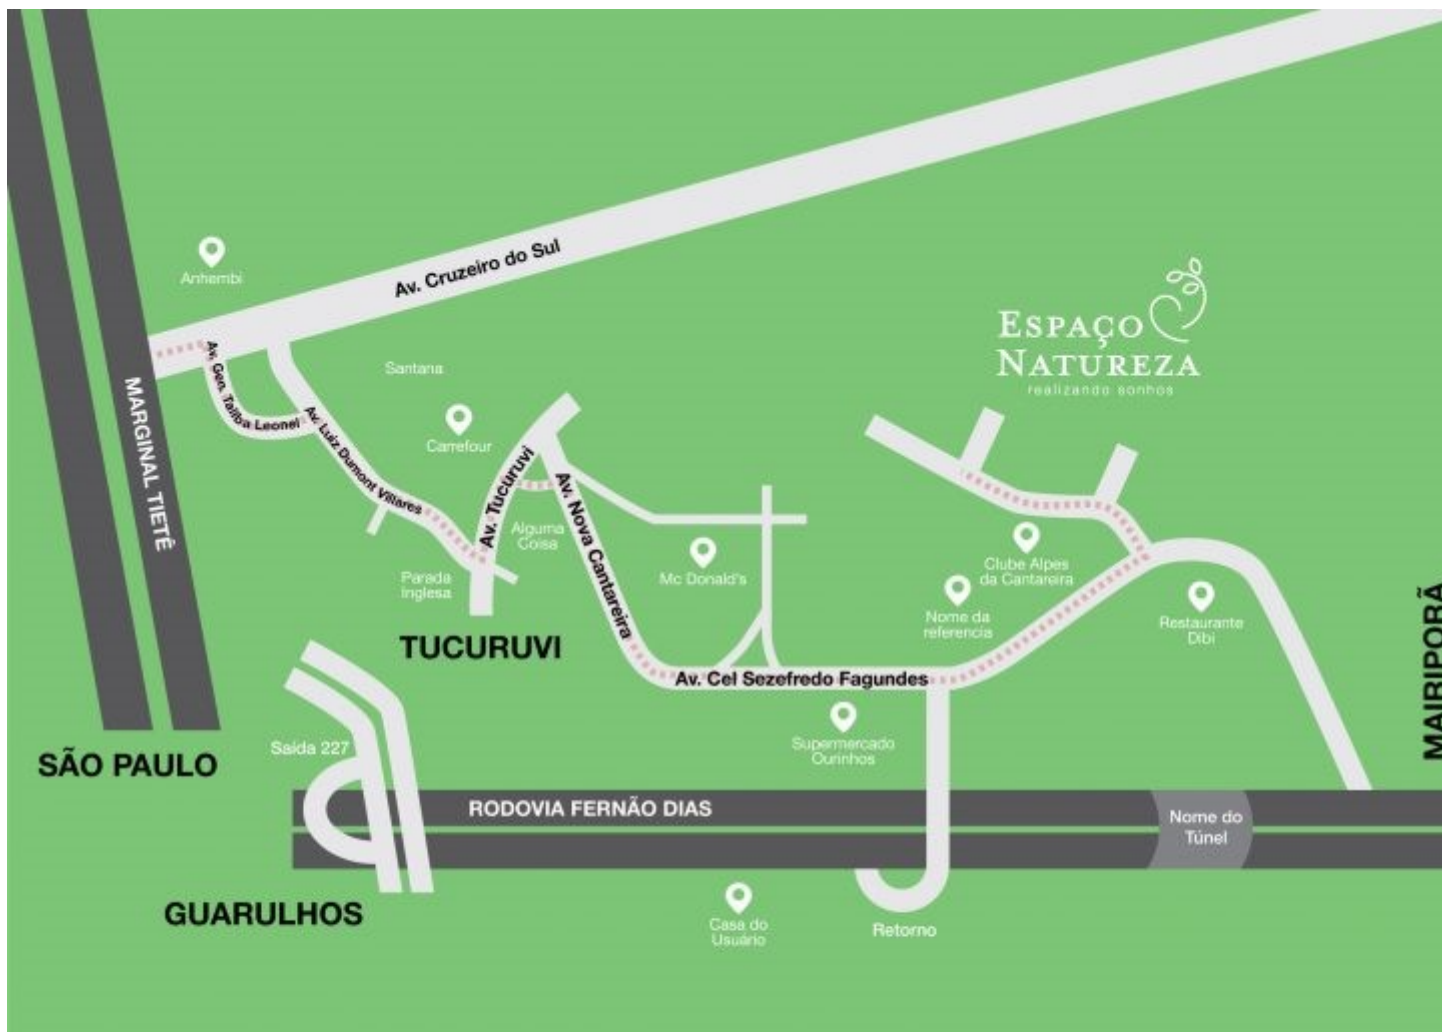 Anhembi
Av. Cruzeiro do Sul
ESPAÇO
NATUREZA
realizando sonhos
MARGINAL TIETÊ
Av. Gen. Taliba Leonel
Santana
Av. Luiz Dumont Villares
Carrefour
Av. Tucuruvi
Alguma
Coisa
Av. Nova Cantareira
Parada
Inglesa
Mc Donald's
Clube Alpes
da Cantareira
Nome da
referencia
Restaurante
Dibi
MAIRIPORÃ
TUCURUVI
Av. Cel Sezefredo Fagundes
SÃO PAULO
Saída 227
Supermercado
Ourinhos
RODOVIA FERNÃO DIAS
Nome do
Túnel
GUARULHOS
Casa do
Usuário
Retorno